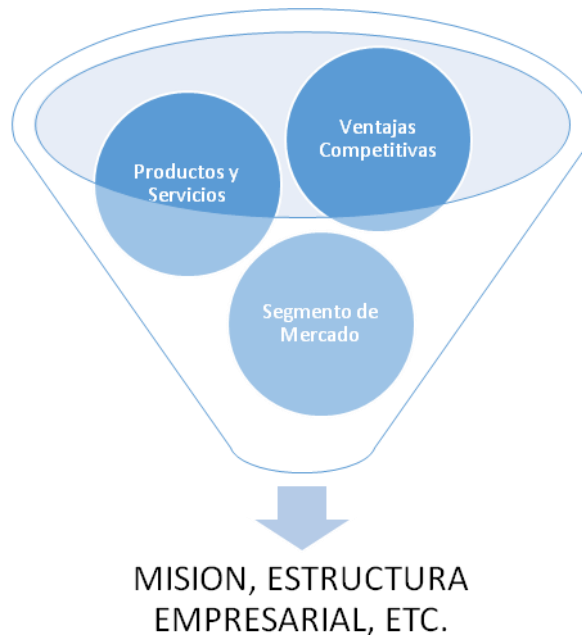 Ventajas
Competitivas
Productos y
Servicios
Segmento de
Mercado
MISION, ESTRUCTURA
EMPRESARIAL, ETC.